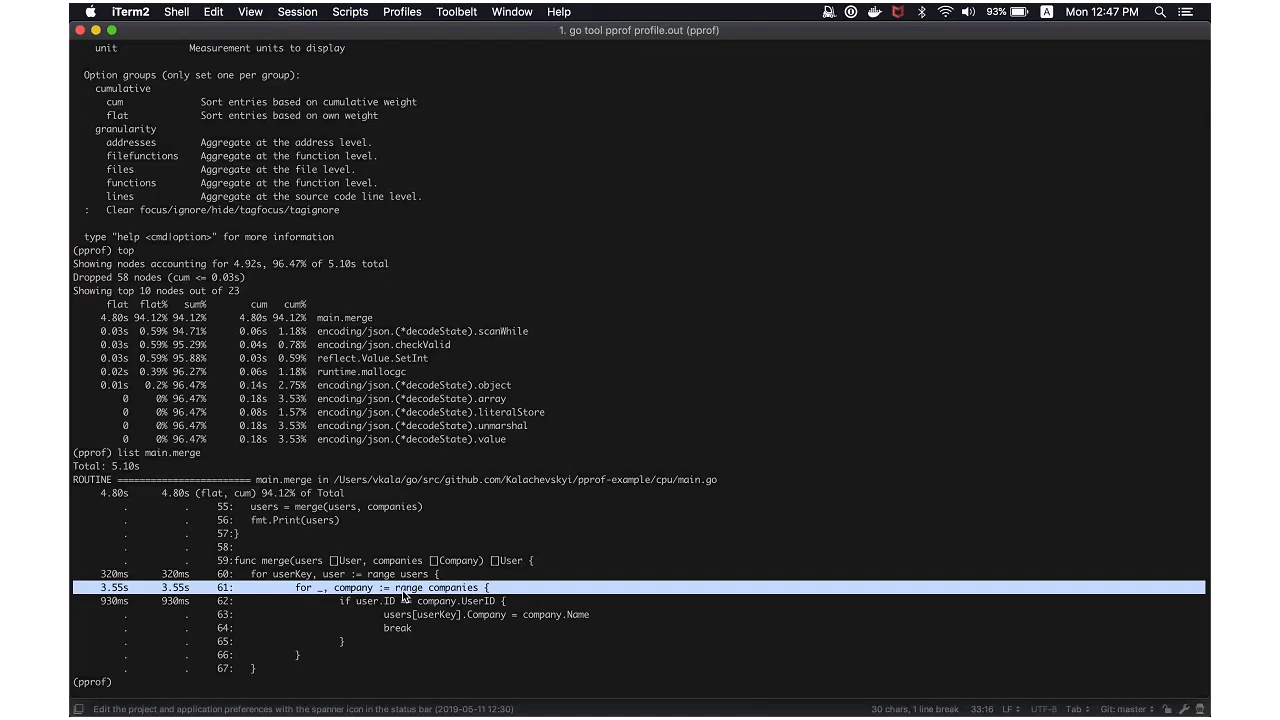 iTerm2 Shell Edit View Session Scripts Profiles Toolbelt Window Help 93% A Mon 12:47 PM
1. go tool pprof profile.out (pprof)
unit Measurement units to display
Option groups (only set one per group):
cumulative
cum Sort entries based on cumulative weight
flat Sort entries based on own weight
granularity
addresses Aggregate at the address level.
filefunctions Aggregate at the function level.
files Aggregate at the file level.
functions Aggregate at the function level.
lines Aggregate at the source code line level.
: Clear focus/ignore/hide/tagfocus/tagignore
type "help <cmd|option>" for more information
(pprof) top
Showing nodes accounting for 4.92s, 96.47% of 5.10s total
Dropped 58 nodes (cum <= 0.03s)
Showing top 10 nodes out of 23
flat flat% sum% cum cum%
4.80s 94.12% 94.12% 4.80s 94.12% main.merge
0.03s 0.59% 94.71% 0.06s 1.18% encoding/json.(*decodeState).scanWhile
0.03s 0.59% 95.29% 0.04s 0.78% encoding/json.checkValid
0.03s 0.59% 95.88% 0.03s 0.59% reflect.Value.SetInt
0.02s 0.39% 96.27% 0.06s 1.18% runtime.mallocgc
0.01s 0.2% 96.47% 0.14s 2.75% encoding/json.(*decodeState).object
0 0% 96.47% 0.18s 3.53% encoding/json.(*decodeState).array
0 0% 96.47% 0.08s 1.57% encoding/json.(*decodeState).literalStore
0 0% 96.47% 0.18s 3.53% encoding/json.(*decodeState).unmarshal
0 0% 96.47% 0.18s 3.53% encoding/json.(*decodeState).value
(pprof) list main.merge
Total: 5.10s
ROUTINE ======================== main.merge in /Users/vkala/go/src/github.com/Kalachevskyi/pprof-example/cpu/main.go
4.80s 4.80s (flat, cum) 94.12% of Total
. . 55: users = merge(users, companies)
. . 56: fmt.Print(users)
. . 57:}
. . 58:
. . 59:func merge(users []User, companies []Company) []User {
320ms 320ms 60: for userKey, user := range users {
3.55s 3.55s 61: for _, company := range companies {
930ms 930ms 62: if user.ID == company.UserID {
. . 63: users[userKey].Company = company.Name
. . 64: break
. . 65: }
. . 66: }
. . 67: }
(pprof)
Edit the project and application preferences with the spanner icon in the status bar (2019-05-11 12:30) 30 chars, 1 line break 33:16 LF UTF-8 Tab Git: master